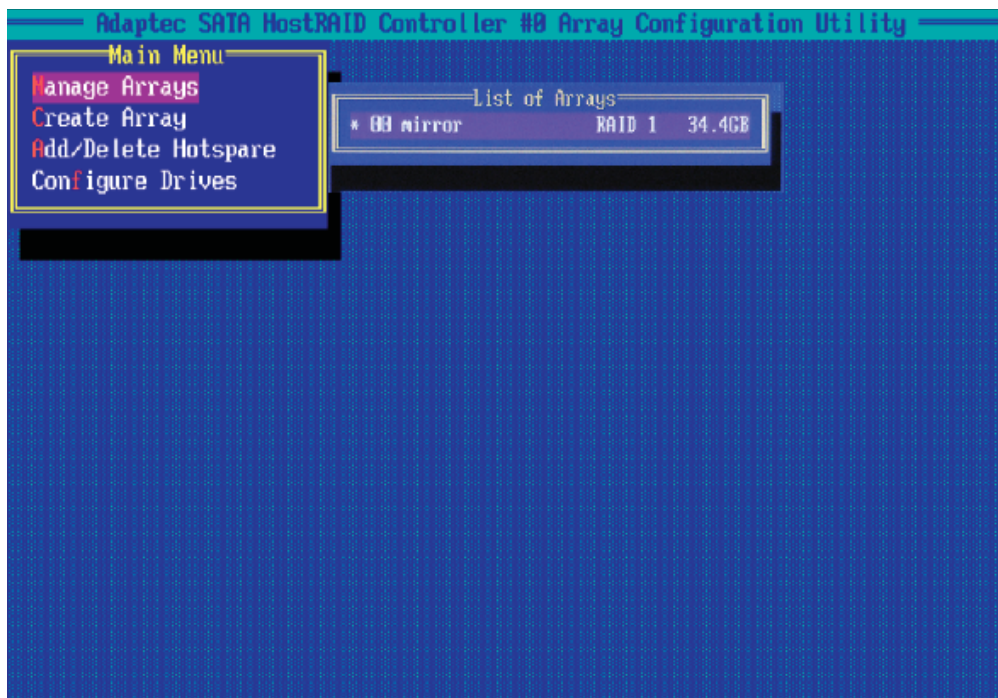 Adaptec SATA HostRAID Controller #0 Array Configuration Utility
Main Menu
Manage Arrays
Create Array
Add/Delete Hotspare
Configure Drives
List of Arrays
* 00 mirror RAID 1 34.4GB